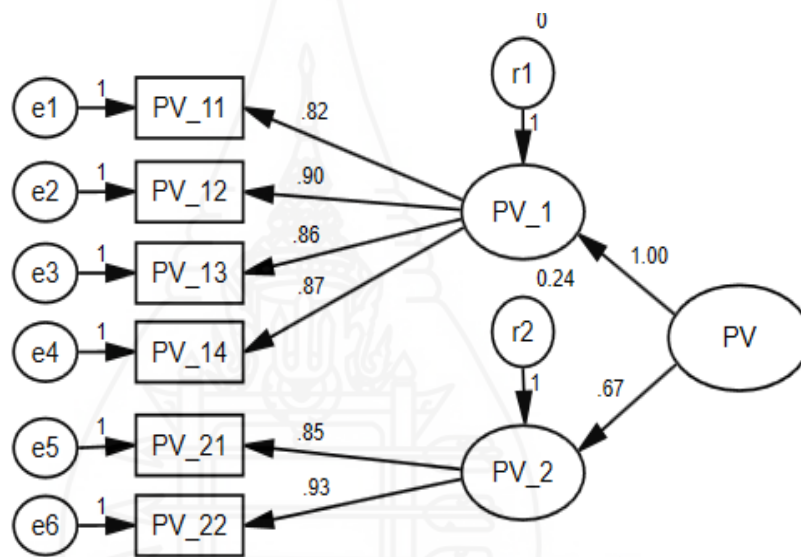 0
r1
e1 1 PV_11
.82
1
e2 1 PV_12
.90
PV_1
e3 1 PV_13
.86
1.00
0.24
e4 1 PV_14
.87
r2
PV
1
.67
e5 1 PV_21
.85
PV_2
e6 1 PV_22
.93